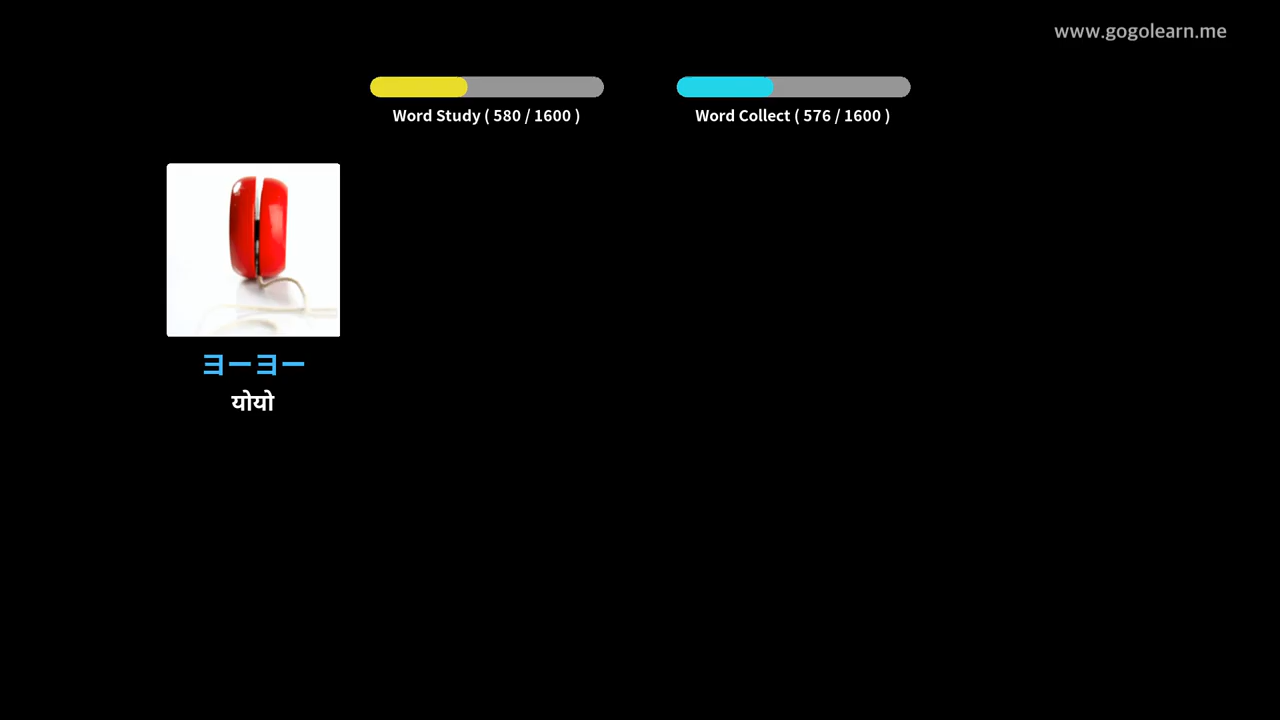 www.gogolearn.me
Word Study ( 580 / 1600 )
Word Collect ( 576 / 1600 )
ヨーヨー
योयो